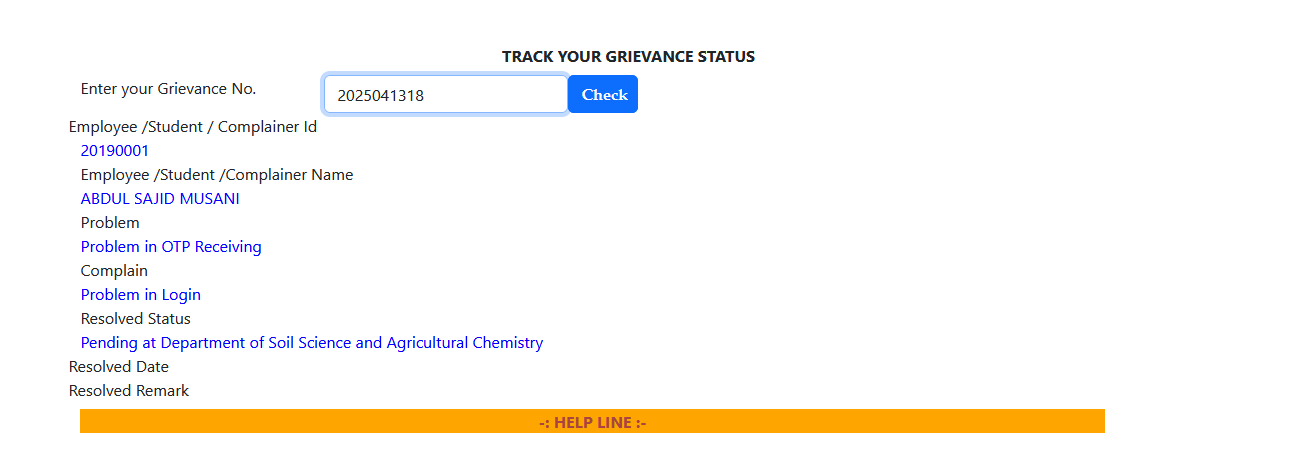 TRACK YOUR GRIEVANCE STATUS
Enter your Grievance No. 2025041318 Check
Employee /Student / Complainer Id
20190001
Employee /Student /Complainer Name
ABDUL SAJID MUSANI
Problem
Problem in OTP Receiving
Complain
Problem in Login
Resolved Status
Pending at Department of Soil Science and Agricultural Chemistry
Resolved Date
Resolved Remark
-: HELP LINE :-